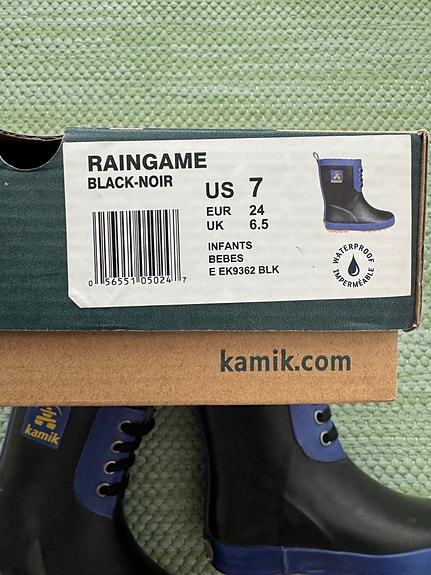 RAINGAME
BLACK-NOIR
US 7
EUR 24
UK 6.5
INFANTS
BEBES
E EK9362 BLK
0 56551 05024 7
kamik
WATERPROOF
IMPERMÉABLE
kamik.com
kamik